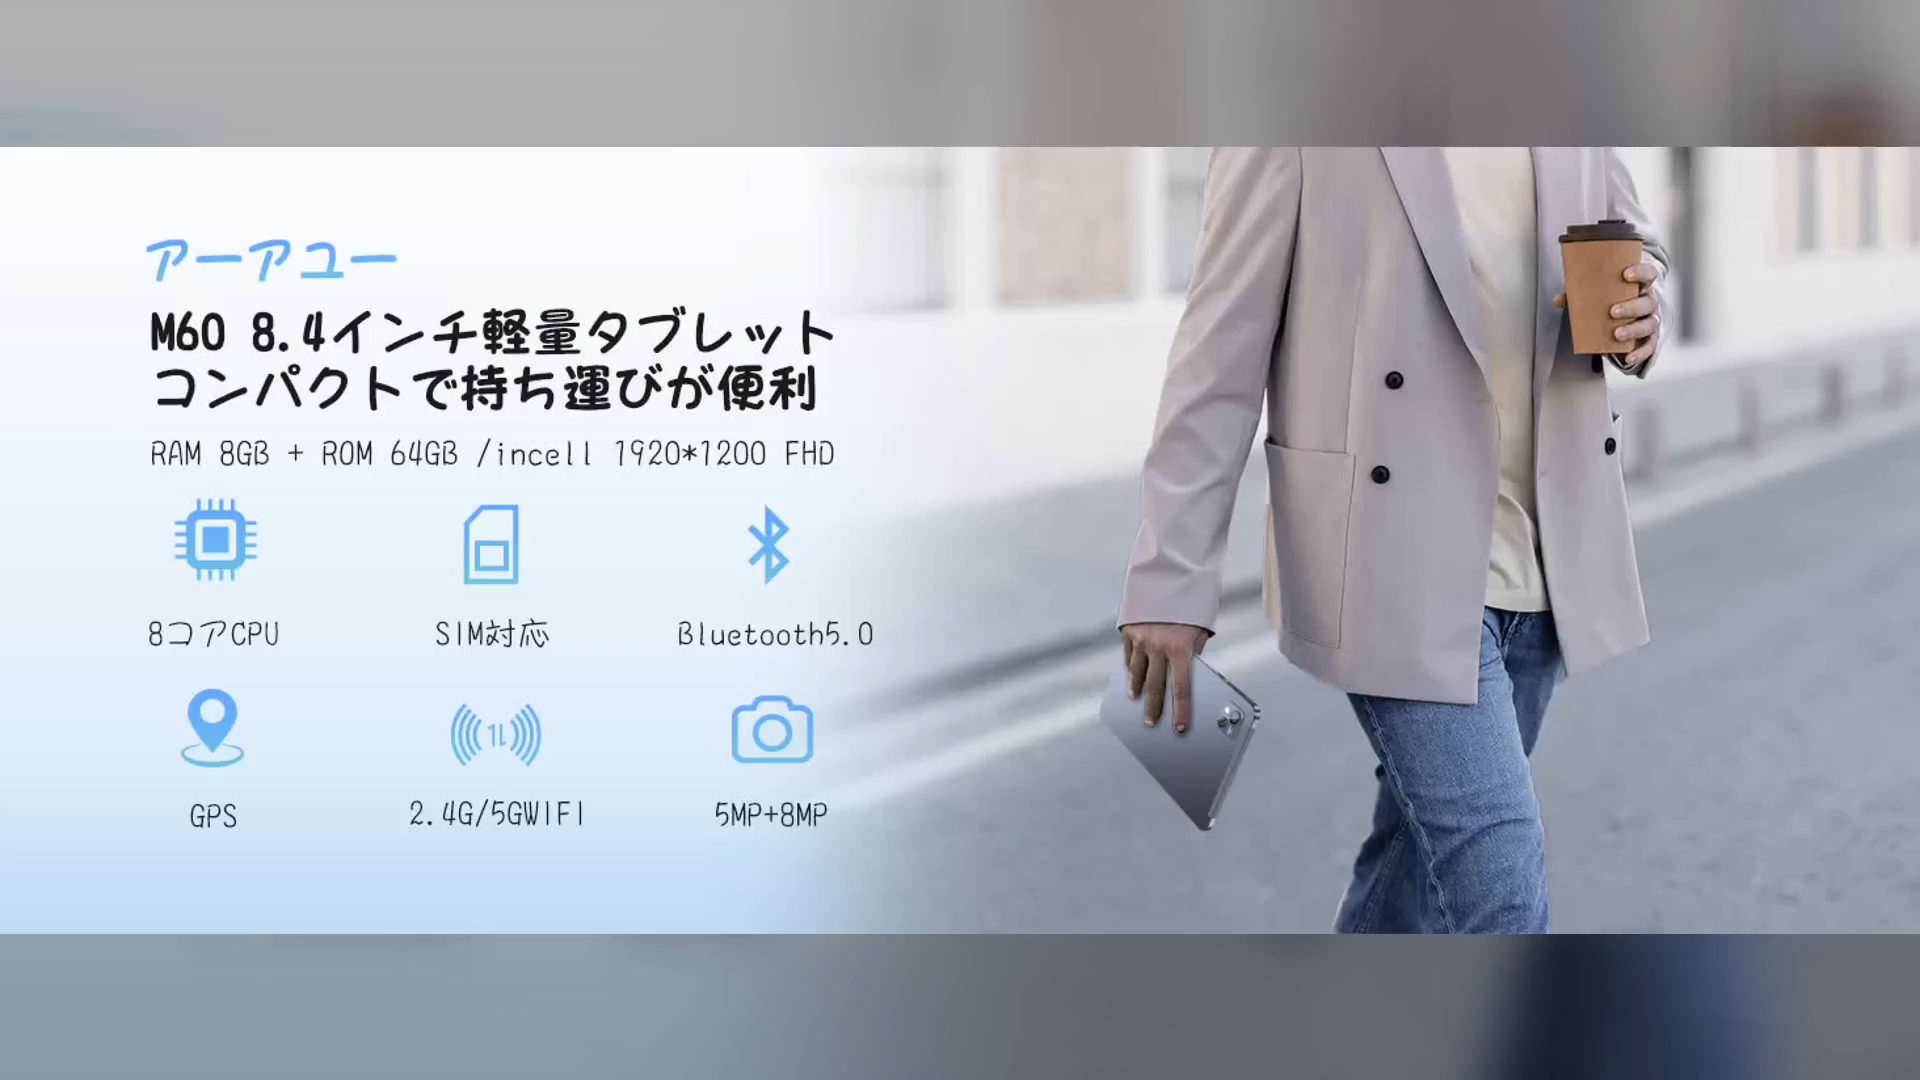 アーアユー
M60 8.4インチ軽量タブレット
コンパクトで持ち運びが便利
RAM 8GB + ROM 64GB /incell 1920*1200 FHD
8コアCPU
SIM対応
Bluetooth5.0
GPS
2.4G/5GWIFI
5MP+8MP